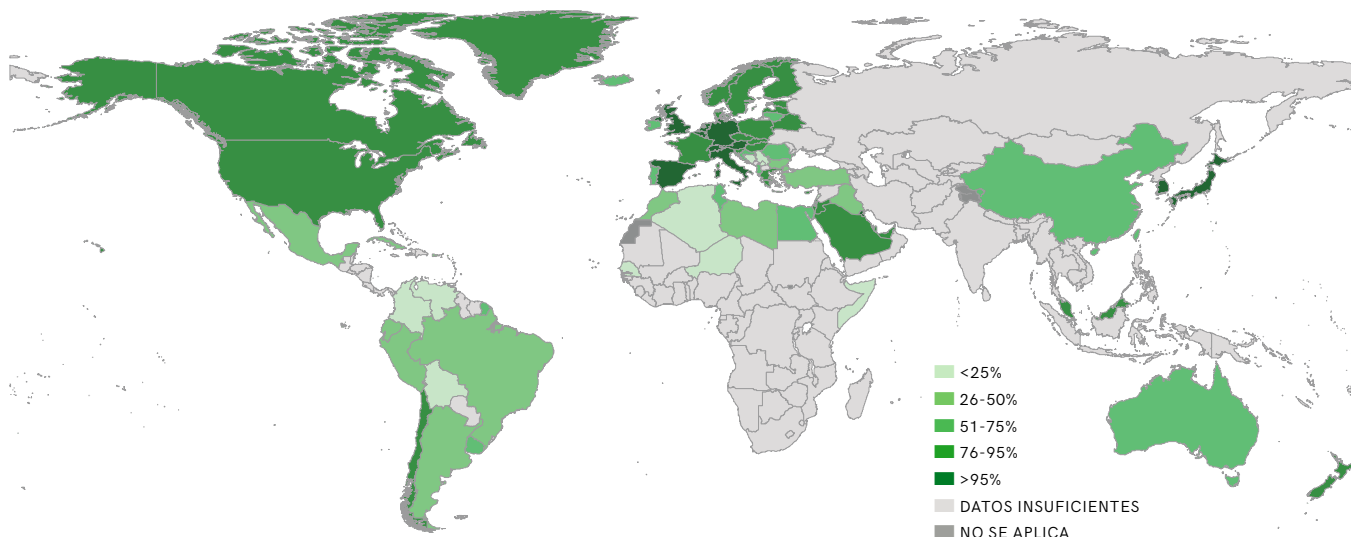 <25%
26-50%
51-75%
76-95%
>95%
DATOS INSUFICIENTES
NO SE APLICA